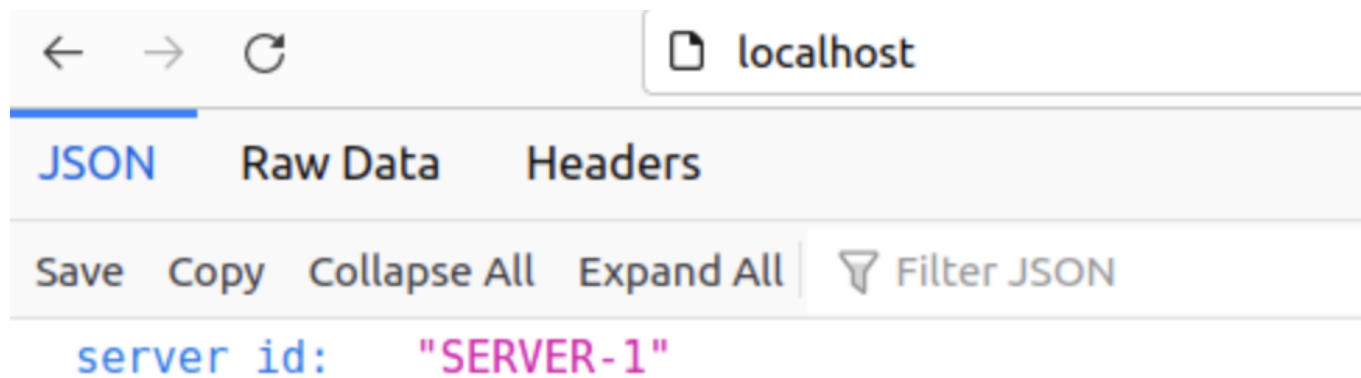 localhost
JSON Raw Data Headers
Save Copy Collapse All Expand All Filter JSON
server id: "SERVER-1"